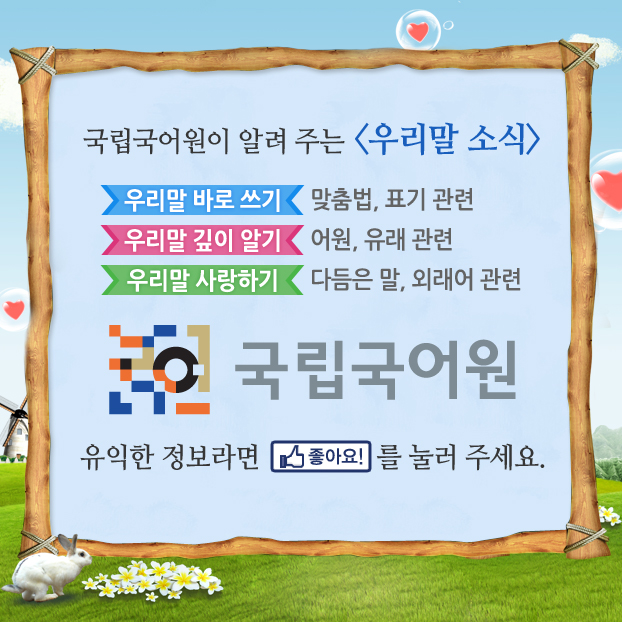 국립국어원이 알려 주는 〈우리말 소식〉
우리말 바로 쓰기 맞춤법, 표기 관련
우리말 깊이 알기 어원, 유래 관련
우리말 사랑하기 다듬은 말, 외래어 관련
국립국어원
유익한 정보라면 좋아요! 를 눌러 주세요.